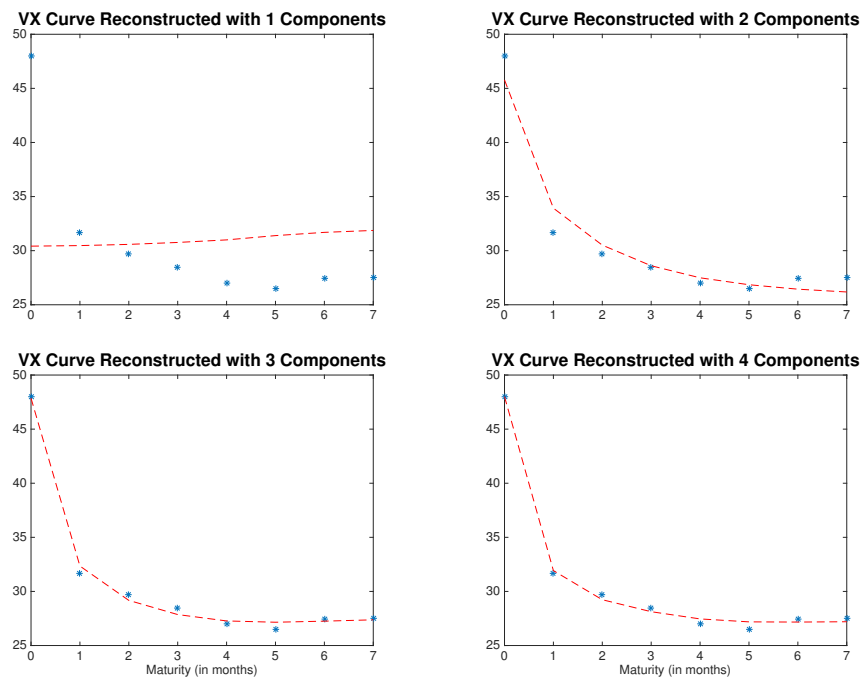 VX Curve Reconstructed with 1 Components
50
45
40
35
30
25
0 1 2 3 4 5 6 7
VX Curve Reconstructed with 2 Components
50
45
40
35
30
25
0 1 2 3 4 5 6 7
VX Curve Reconstructed with 3 Components
50
45
40
35
30
25
0 1 2 3 4 5 6 7
Maturity (in months)
VX Curve Reconstructed with 4 Components
50
45
40
35
30
25
0 1 2 3 4 5 6 7
Maturity (in months)